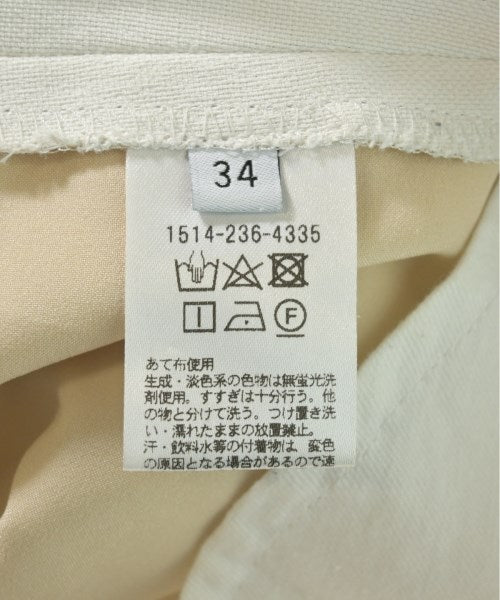 34
1514-236-4335
F
あて布使用
生成・淡色系の色物は無蛍光洗
剤使用。すすぎは十分行う。他
の物と分けて洗う。つけ置き洗
い・濡れたままの放置禁止。
汗・飲料水等の付着物は、変色
の原因となる場合があるので速